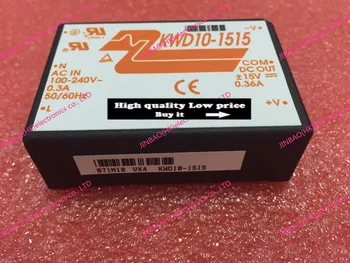 KWD10-1515
-V
N
AC IN
100-240V~
0.3A
50/60Hz
L
COM
DC OUT
±15V
0.36A
+V
CE
High quality Low price
Buy it
071M10 VX4 KWD10-1515